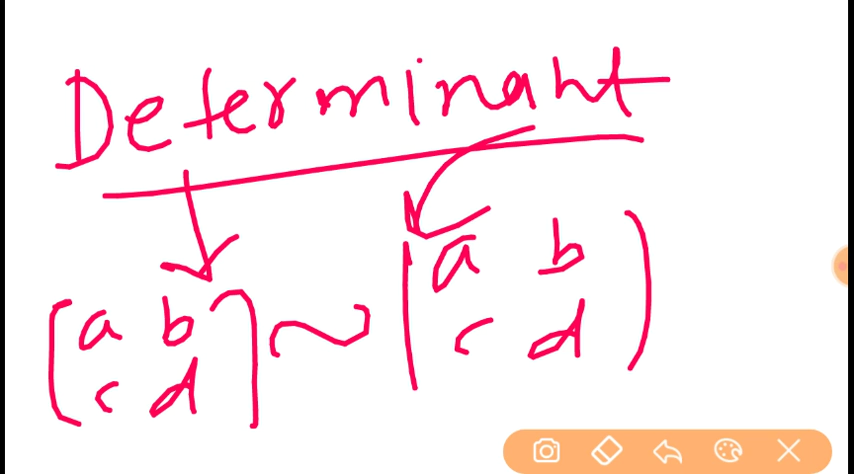 Determinant
[a b ~ |a b )
c d] c d